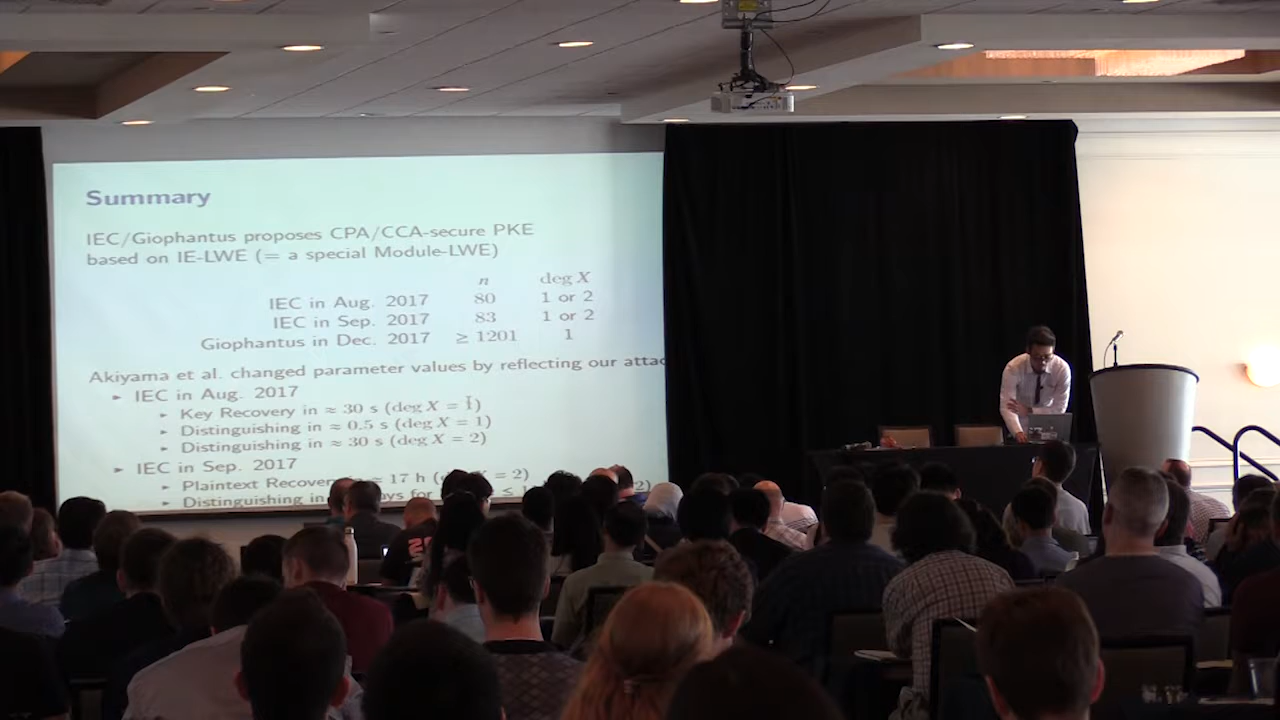 Summary
IEC/Giophantus proposes CPA/CCA-secure PKE
based on IE-LWE (= a special Module-LWE)
n deg X
IEC in Aug. 2017 80 1 or 2
IEC in Sep. 2017 83 1 or 2
Giophantus in Dec. 2017 ≥ 1201 1
Akiyama et al. changed parameter values by reflecting our
► IEC in Aug. 2017
► Key Recovery in ≈ 30 s (deg X = 1)
► Distinguishing in ≈ 0.5 s (deg X = 1)
► Distinguishing in ≈ 30 s (deg X = 2)
► IEC in Sep. 2017
► Plaintext Recovery ≈ 17 h = 2)
► Distinguishing in for ≤